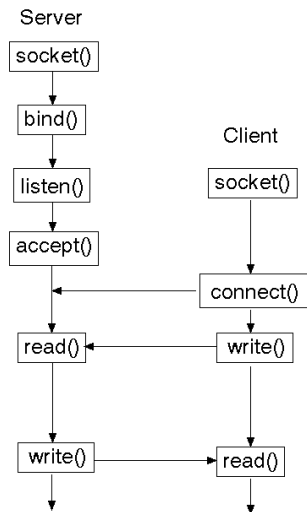 Server
socket()
bind()
listen()
accept()
read()
write()
Client
socket()
connect()
write()
read()